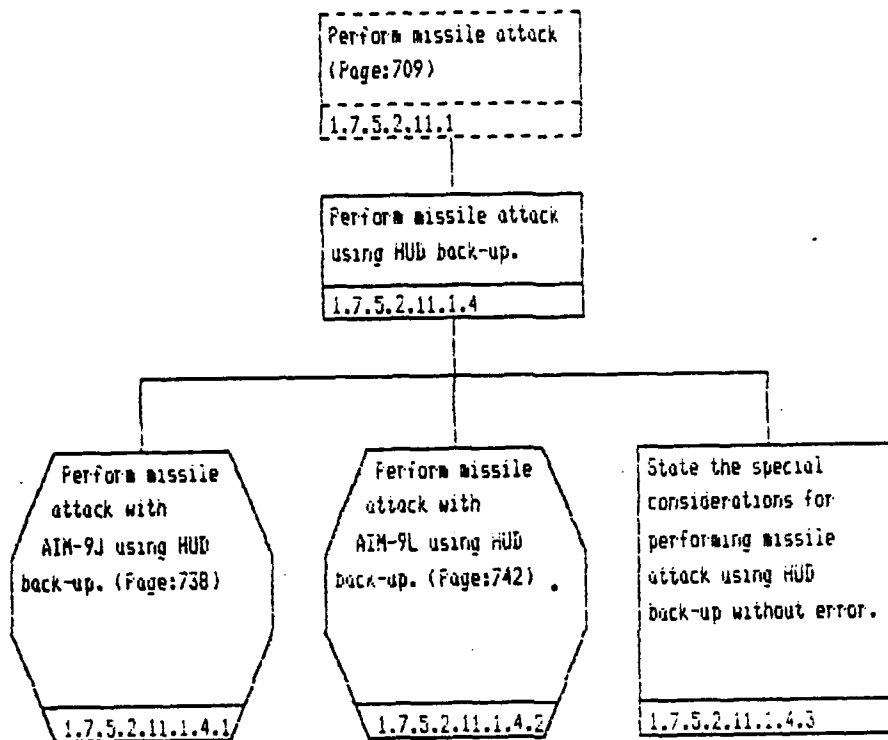 Perform missile attack
(Page:709)
1.7.5.2.11.1
Perform missile attack
using HUD back-up.
1.7.5.2.11.1.4
Perform missile
attack with
AIM-9J using HUD
back-up. (Page:738)
1.7.5.2.11.1.4.1
Perform missile
attack with
AIM-9L using HUD
back-up. (Page:742)
1.7.5.2.11.1.4.2
State the special
considerations for
performing missile
attack using HUD
back-up without error.
1.7.5.2.11.1.4.3